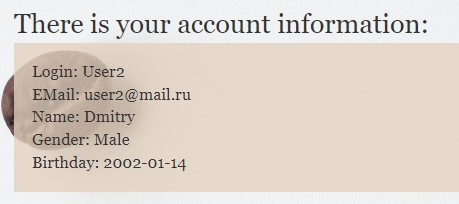 There is your account information:
Login: User2
EMail: user2@mail.ru
Name: Dmitry
Gender: Male
Birthday: 2002-01-14